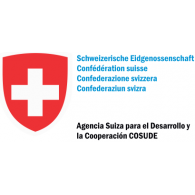 Schweizerische Eidgenossenschaft
Confédération suisse
Confederazione svizzera
Confederaziun svizra
Agencia Suiza para el Desarrollo y
la Cooperación COSUDE